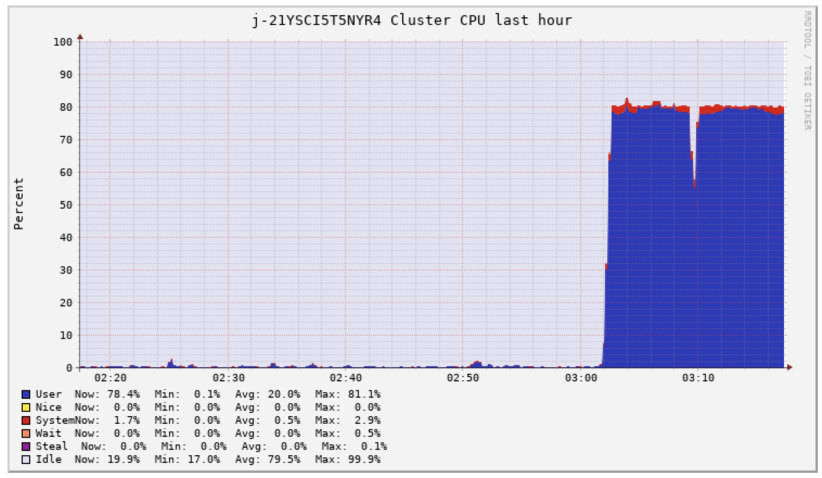 j-21YSCI5T5NYR4 Cluster CPU last hour
RRDTOOL / TOBI OETIKER
Percent
100
90
80
70
60
50
40
30
20
10
0
02:20 02:30 02:40 02:50 03:00 03:10
User Now: 78.4% Min: 0.1% Avg: 20.0% Max: 81.1%
Nice Now: 0.0% Min: 0.0% Avg: 0.0% Max: 0.0%
SystemNow: 1.7% Min: 0.0% Avg: 0.5% Max: 2.9%
Wait Now: 0.0% Min: 0.0% Avg: 0.0% Max: 0.5%
Steal Now: 0.0% Min: 0.0% Avg: 0.0% Max: 0.1%
Idle Now: 19.9% Min: 17.0% Avg: 79.5% Max: 99.9%